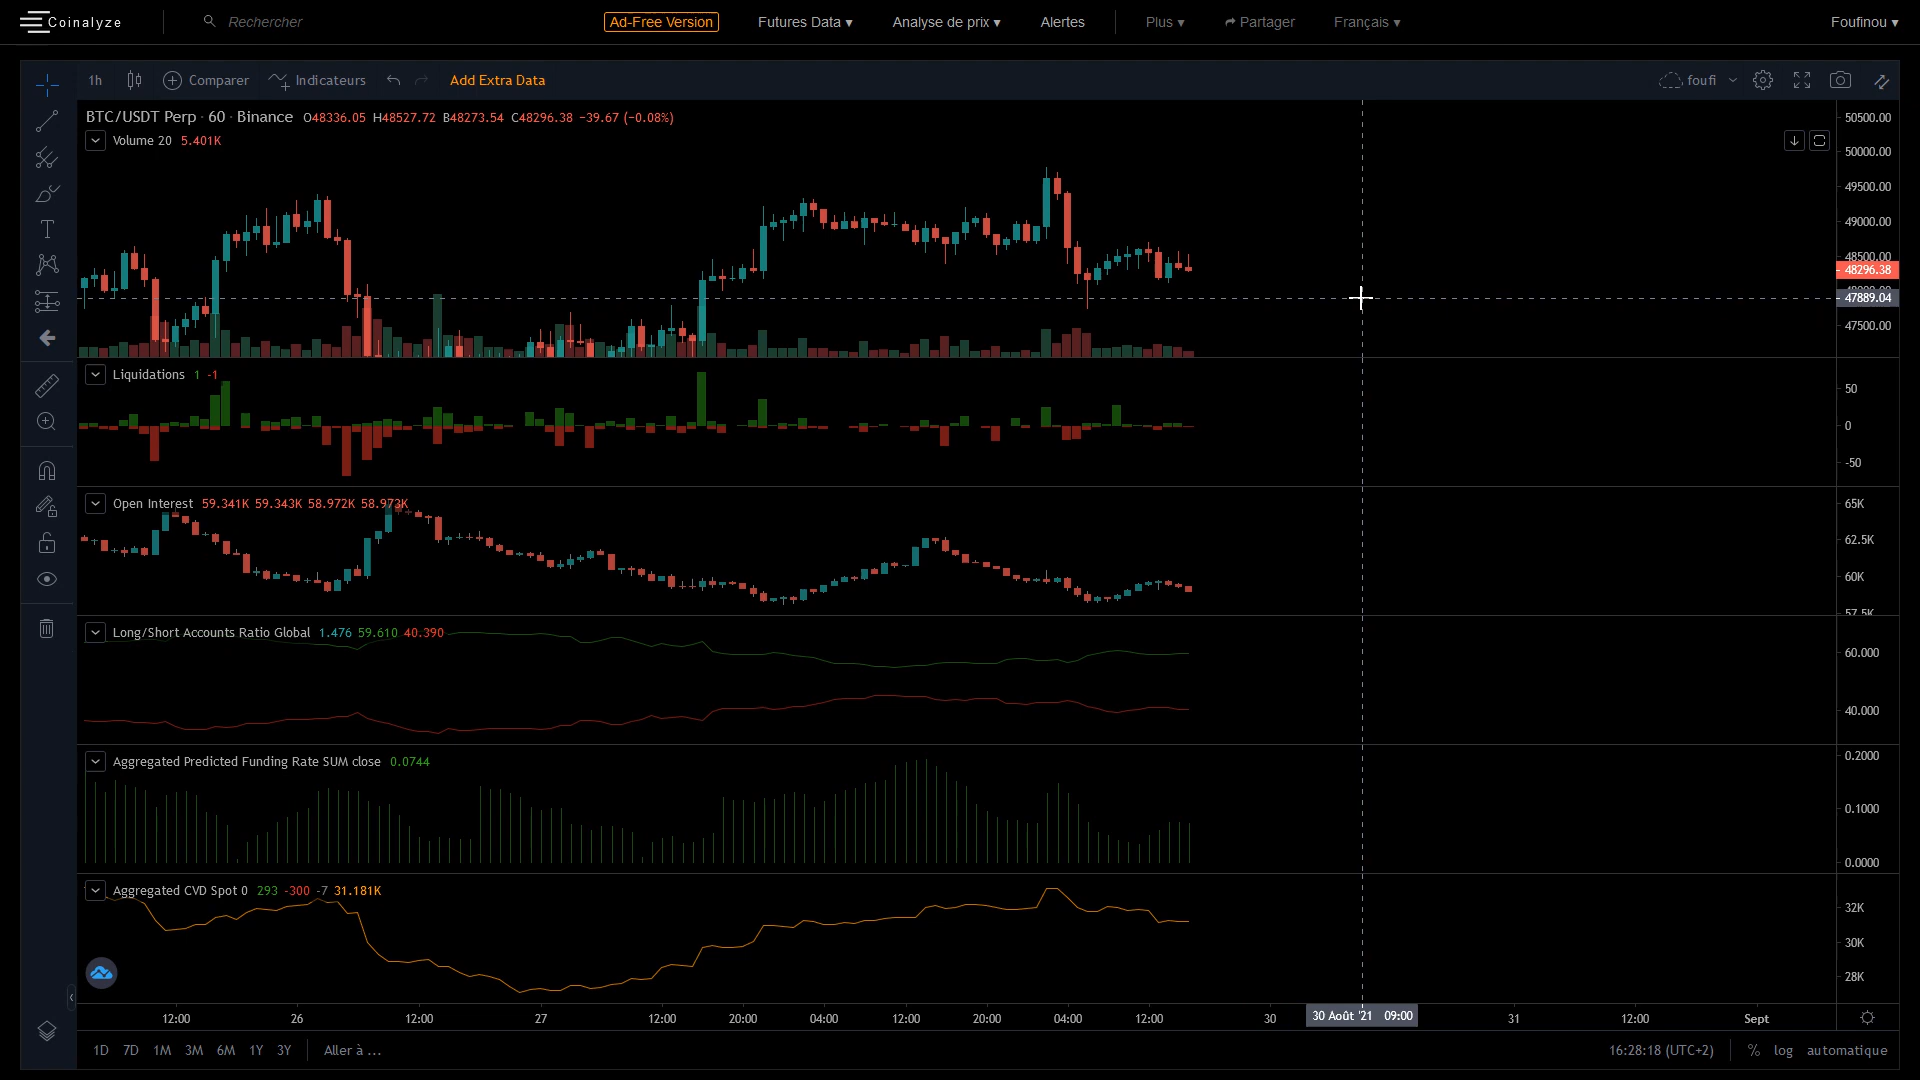 Coinalyze
Rechercher
Ad-Free Version
Futures Data ▾
Analyse de prix ▾
Alertes
Plus ▾
Partager
Français ▾
Foufinou ▾
1h
Comparer
Indicateurs
Add Extra Data
foufi
BTC/USDT Perp · 60 · Binance O48336.05 H48527.72 B48273.54 C48296.38 −39.67 (−0.08%)
Volume 20 5.401K
50500.00
50000.00
49500.00
49000.00
48500.00
48296.38
48000.00
47889.04
47500.00
Liquidations 1 -1
50
0
-50
Open Interest 59.341K 59.343K 58.972K 58.973K
65K
62.5K
60K
57.5K
Long/Short Accounts Ratio Global 1.476 59.610 40.390
60.000
40.000
Aggregated Predicted Funding Rate SUM close 0.0744
0.2000
0.1000
0.0000
Aggregated CVD Spot 0 293 -300 -7 31.181K
32K
30K
28K
12:00 26 12:00 27 12:00 20:00 04:00 12:00 20:00 04:00 12:00 30 30 Août '21 09:00 31 12:00 Sept
1D 7D 1M 3M 6M 1Y 3Y Aller à ...
16:28:18 (UTC+2) % log automatique